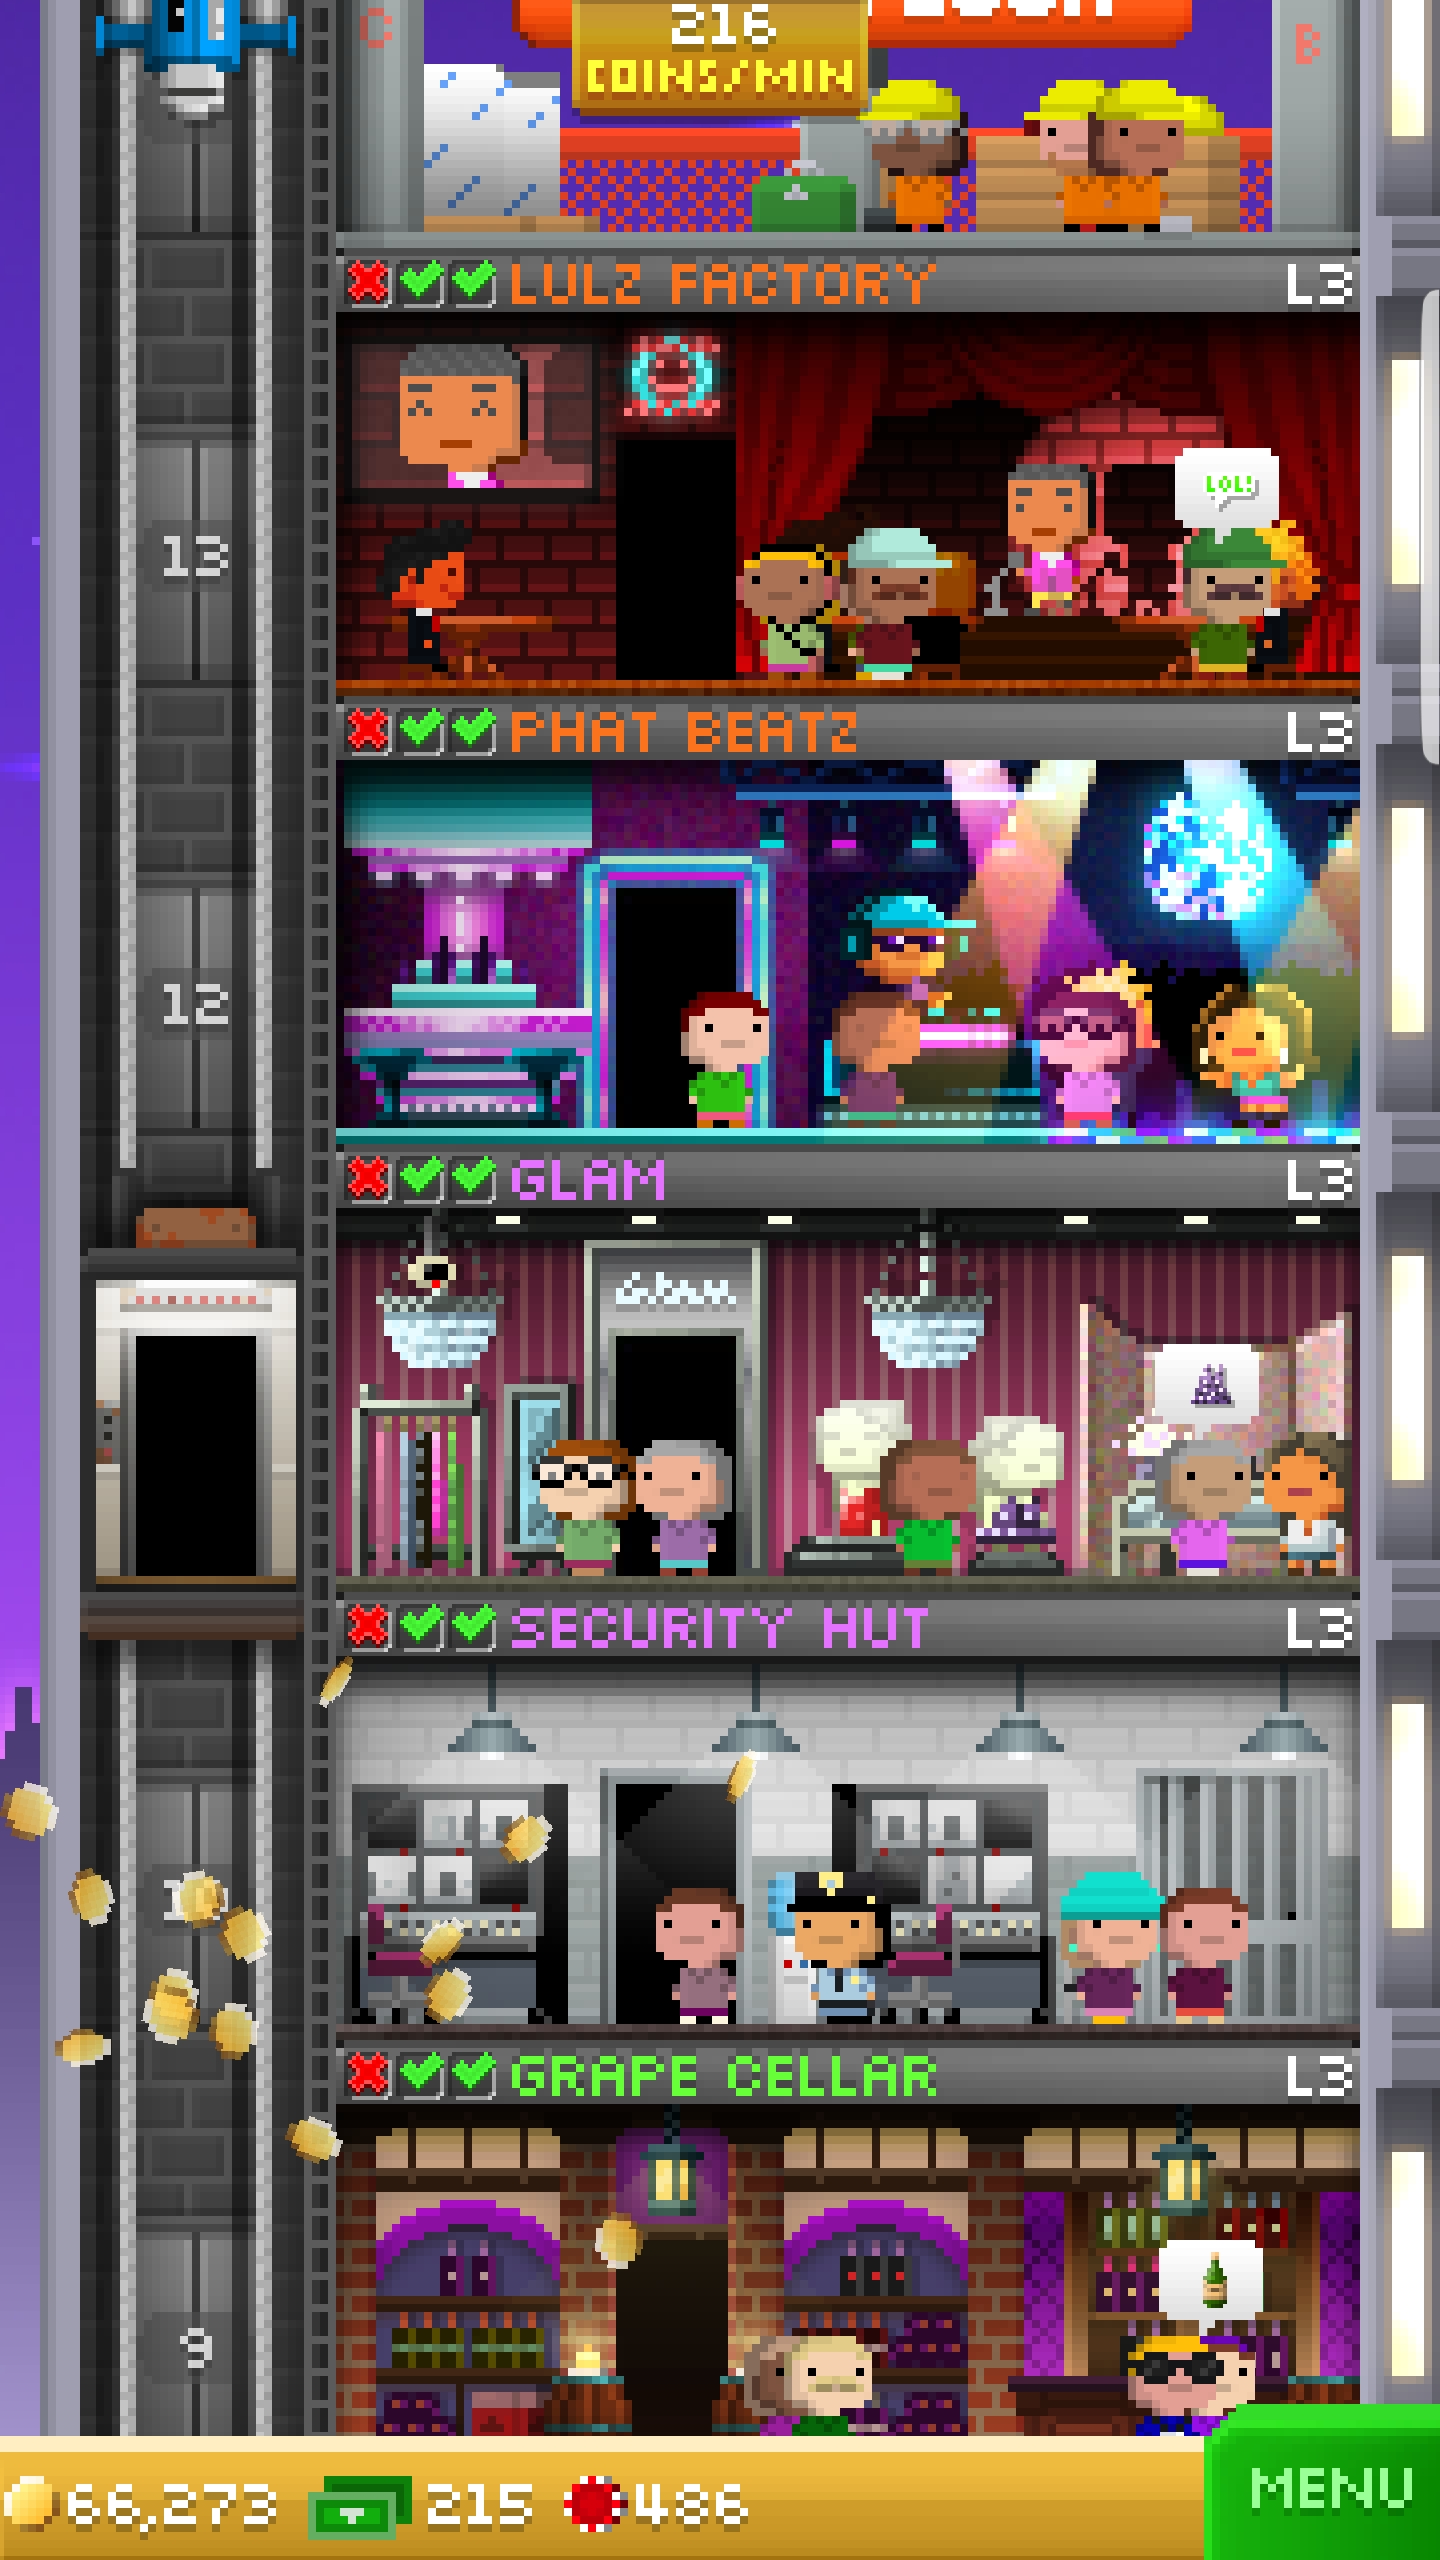 C
B
216
COINS/MIN
LULZ FACTORY
L3
LOL!
13
PHAT BEATZ
L3
12
GLAM
L3
Glam
SECURITY HUT
L3
GRAPE CELLAR
L3
9
66,273
215
486
MENU